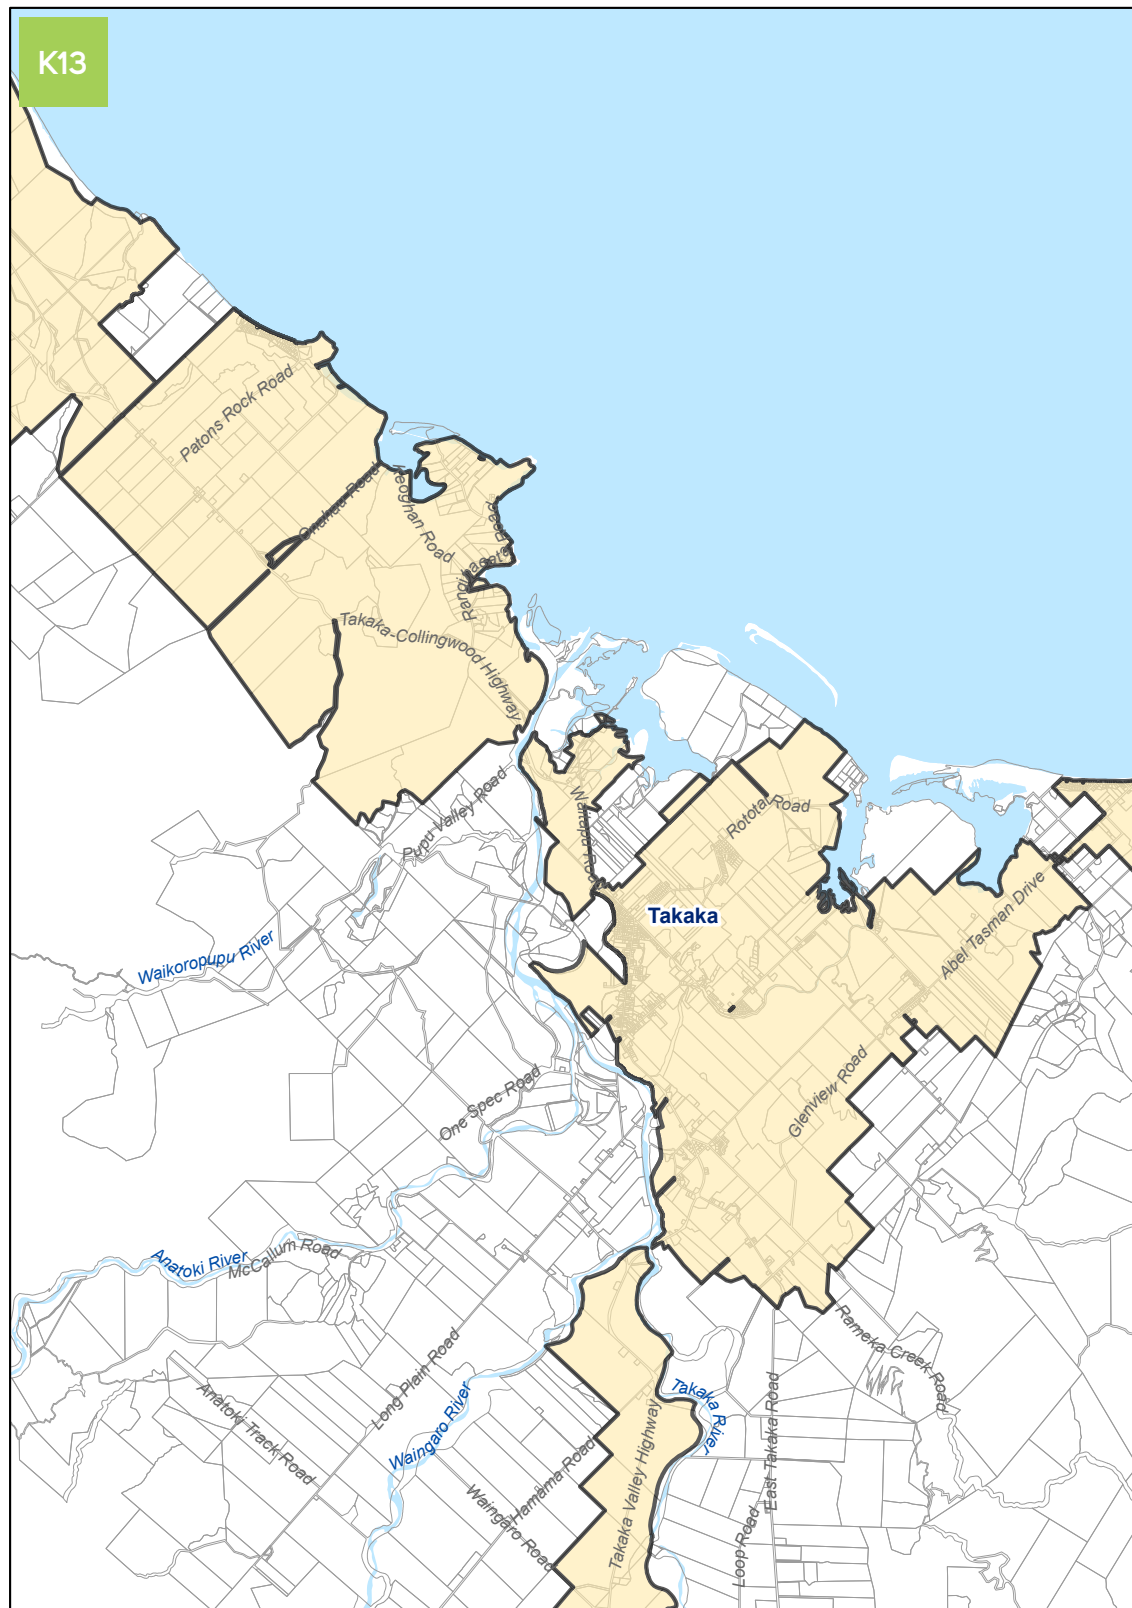 K13
Patons Rock Road
Onahau Road
Keoghan Road
Rangihaeata Road
Takaka-Collingwood Highway
Pupu Valley Road
Waitapu Road
Rototai Road
Takaka
Abel Tasman Drive
Waikoropupu River
Glenview Road
One Spec Road
Anatoki River
McCallum Road
Rameka Creek Road
Long Plain Road
Takaka River
Anatoki Track Road
Waingaro River
East Takaka Road
Takaka Valley Highway
Hamama Road
Waingaro Road
Loop Road